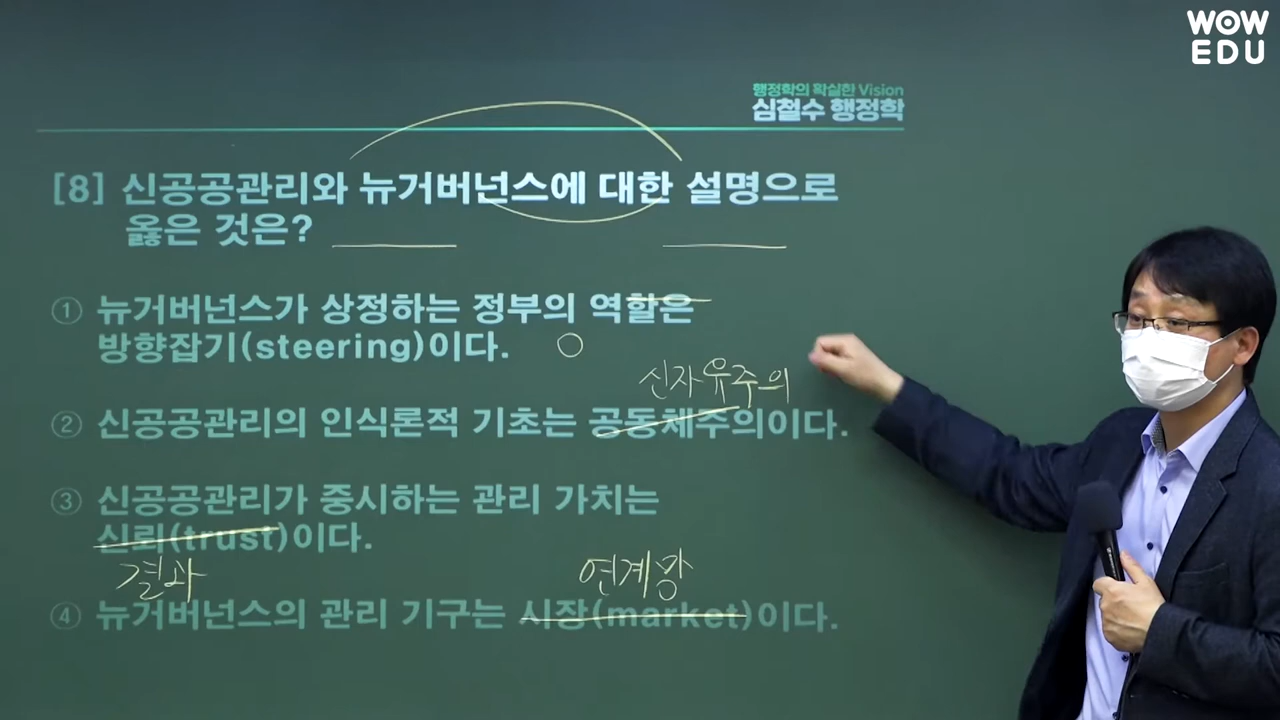 WOW
EDU
행정학의 확실한 Vision
심철수 행정학
[8] 신공공관리와 뉴거버넌스에 대한 설명으로
옳은 것은?
① 뉴거버넌스가 상정하는 정부의 역할은
방향잡기(steering)이다.
신자유주의
② 신공공관리의 인식론적 기초는 공동체주의이다.
③ 신공공관리가 중시하는 관리 가치는
신뢰(trust)이다.
결과
연계망
④ 뉴거버넌스의 관리 기구는 시장(market)이다.